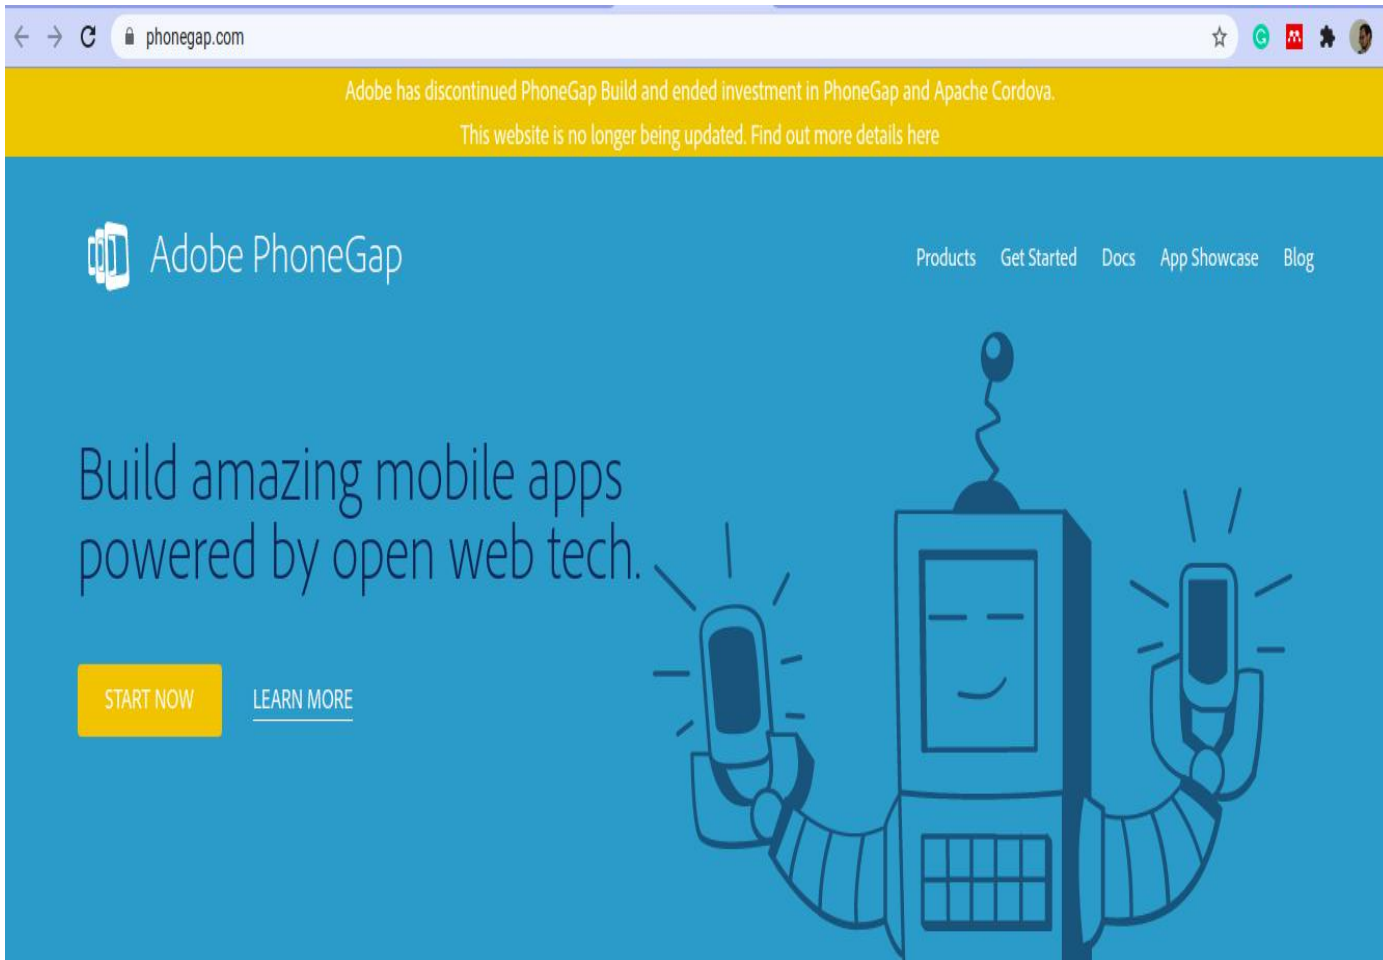 phonegap.com
Adobe has discontinued PhoneGap Build and ended investment in PhoneGap and Apache Cordova.
This website is no longer being updated. Find out more details here
Adobe PhoneGap
Products Get Started Docs App Showcase Blog
Build amazing mobile apps
powered by open web tech.
START NOW LEARN MORE